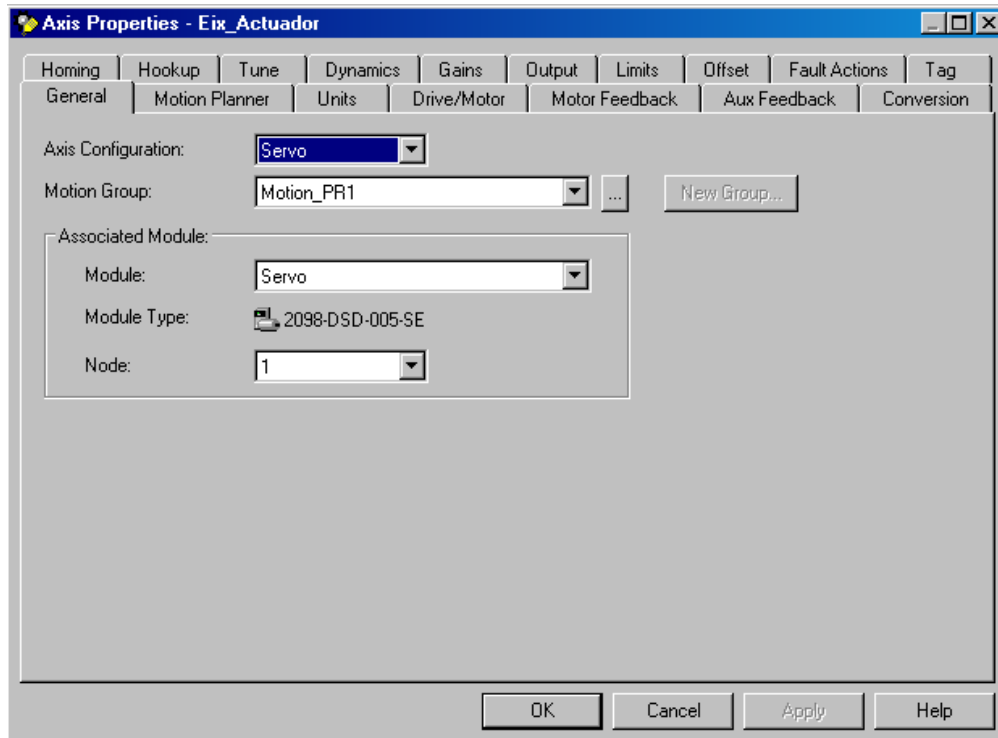 Axis Properties - Eix_Actuador
Homing Hookup Tune Dynamics Gains Output Limits Offset Fault Actions Tag
General Motion Planner Units Drive/Motor Motor Feedback Aux Feedback Conversion
Axis Configuration: Servo
Motion Group: Motion_PR1 ... New Group...
Associated Module:
Module: Servo
Module Type: 2098-DSD-005-SE
Node: 1
OK Cancel Apply Help